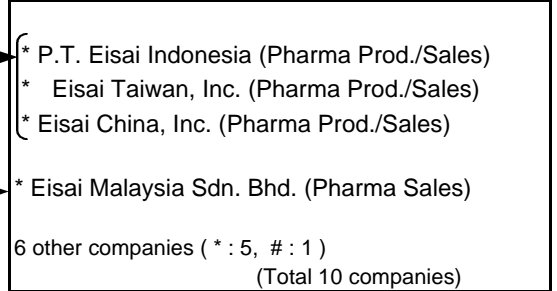 * P.T. Eisai Indonesia (Pharma Prod./Sales)
* Eisai Taiwan, Inc. (Pharma Prod./Sales)
* Eisai China, Inc. (Pharma Prod./Sales)
* Eisai Malaysia Sdn. Bhd. (Pharma Sales)
6 other companies ( * : 5, # : 1 )
(Total 10 companies)